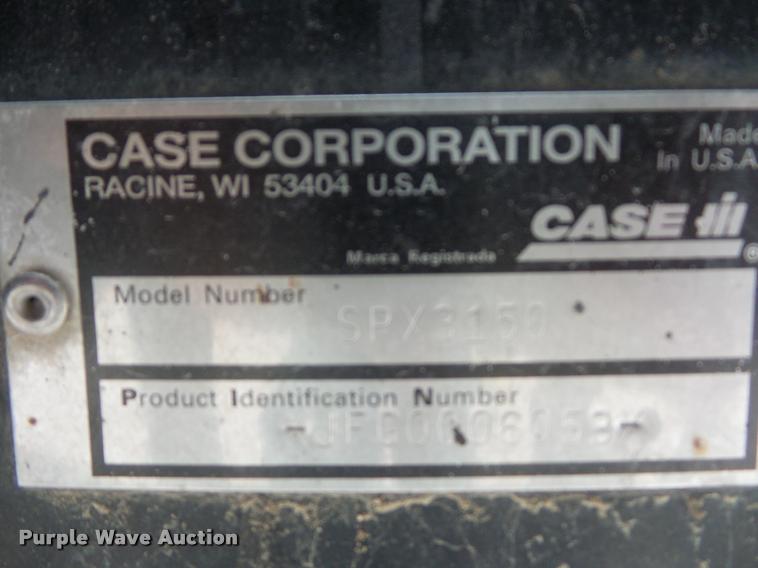 CASE CORPORATION
Made in U.S.A.
RACINE, WI 53404 U.S.A.
CASE IH
Marca Registrada
®
Model Number
SPX3150
Product Identification Number
Purple Wave Auction